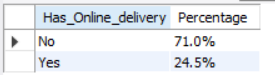 Has_Online_delivery Percentage
No 71.0%
Yes 24.5%